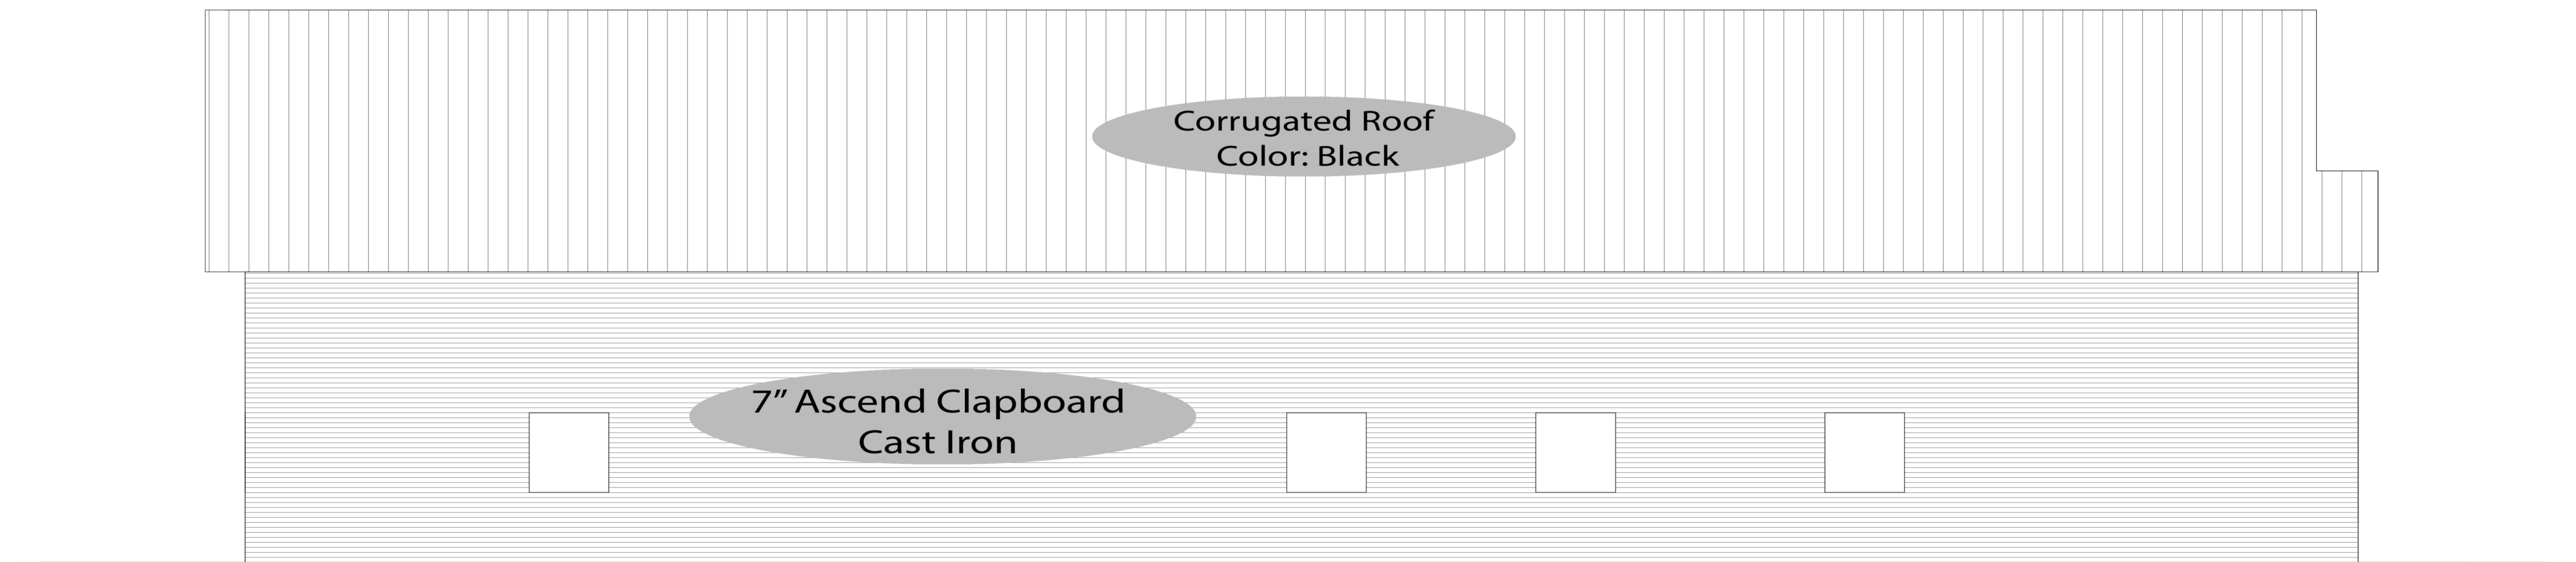 Corrugated Roof
Color: Black
7” Ascend Clapboard
Cast Iron